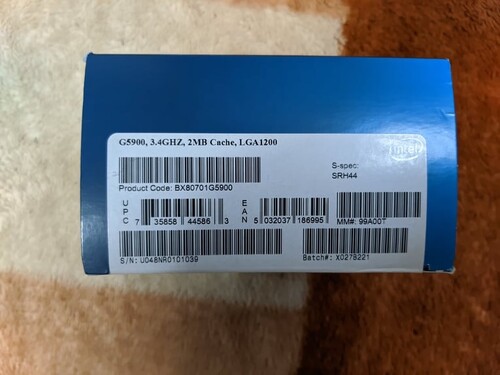 G5900, 3.4GHZ, 2MB Cache, LGA1200
intel
S-spec:
SRH44
Product Code: BX80701G5900
UPC 7 35858 44586 3
EAN 5 032037 186995
MM#: 99A00T
S/N: U048NR0101039
Batch#: X027B221